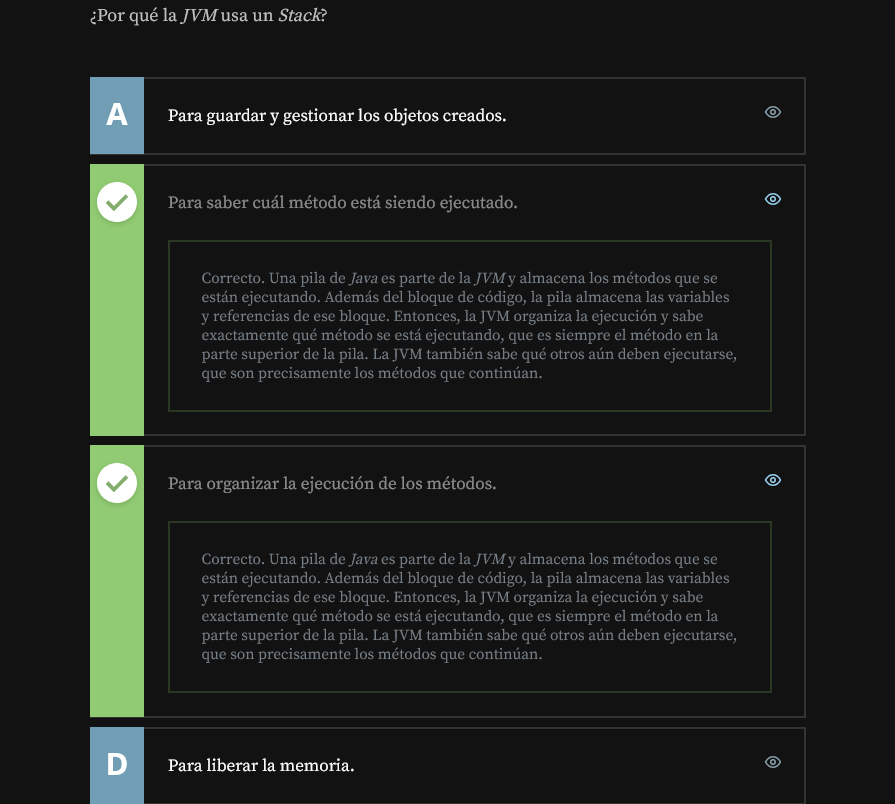 ¿Por qué la JVM usa un Stack?
A
Para guardar y gestionar los objetos creados.
Para saber cuál método está siendo ejecutado.
Correcto. Una pila de Java es parte de la JVM y almacena los métodos que se
están ejecutando. Además del bloque de código, la pila almacena las variables
y referencias de ese bloque. Entonces, la JVM organiza la ejecución y sabe
exactamente qué método se está ejecutando, que es siempre el método en la
parte superior de la pila. La JVM también sabe qué otros aún deben ejecutarse,
que son precisamente los métodos que continúan.
Para organizar la ejecución de los métodos.
Correcto. Una pila de Java es parte de la JVM y almacena los métodos que se
están ejecutando. Además del bloque de código, la pila almacena las variables
y referencias de ese bloque. Entonces, la JVM organiza la ejecución y sabe
exactamente qué método se está ejecutando, que es siempre el método en la
parte superior de la pila. La JVM también sabe qué otros aún deben ejecutarse,
que son precisamente los métodos que continúan.
D
Para liberar la memoria.